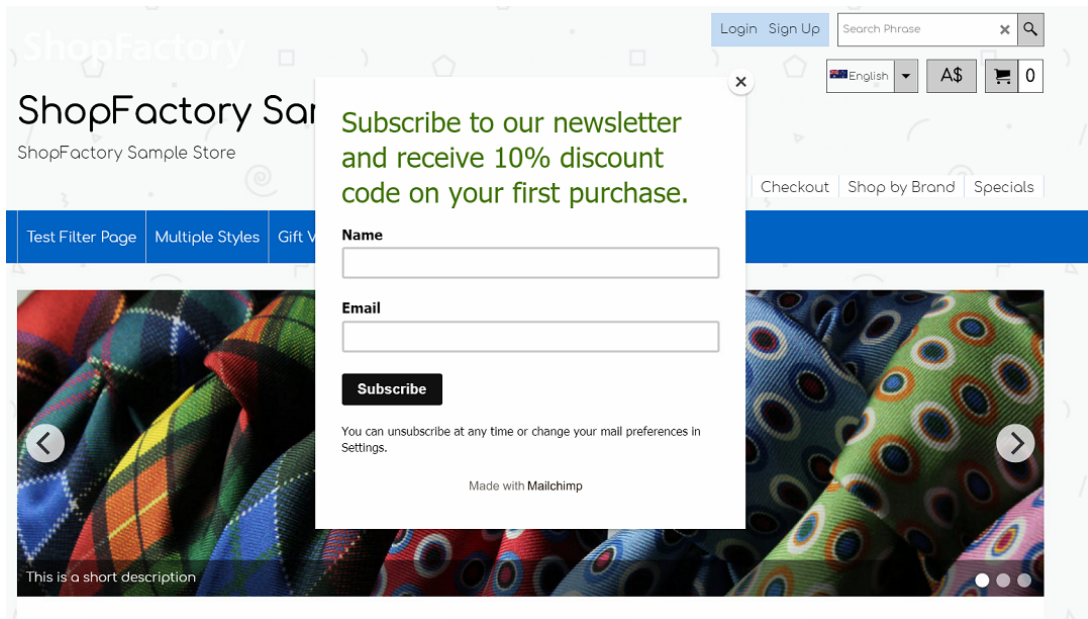 ShopFactory
Login Sign Up
Search Phrase
English
A$
0
ShopFactory Sa
ShopFactory Sample Store
Checkout
Shop by Brand
Specials
Test Filter Page
Multiple Styles
Gift V
Subscribe to our newsletter
and receive 10% discount
code on your first purchase.
Name
Email
Subscribe
You can unsubscribe at any time or change your mail preferences in
Settings.
Made with Mailchimp
This is a short description